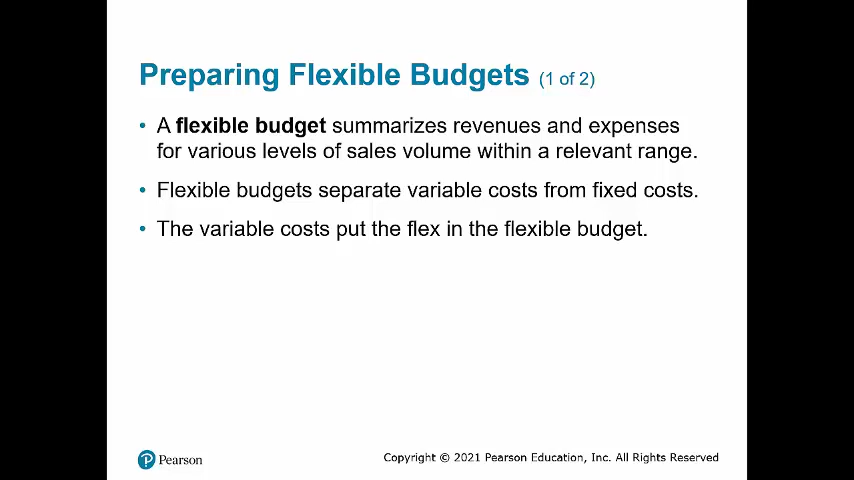 Preparing Flexible Budgets (1 of 2)
• A flexible budget summarizes revenues and expenses
for various levels of sales volume within a relevant range.
• Flexible budgets separate variable costs from fixed costs.
• The variable costs put the flex in the flexible budget.
Pearson
Copyright © 2021 Pearson Education, Inc. All Rights Reserved